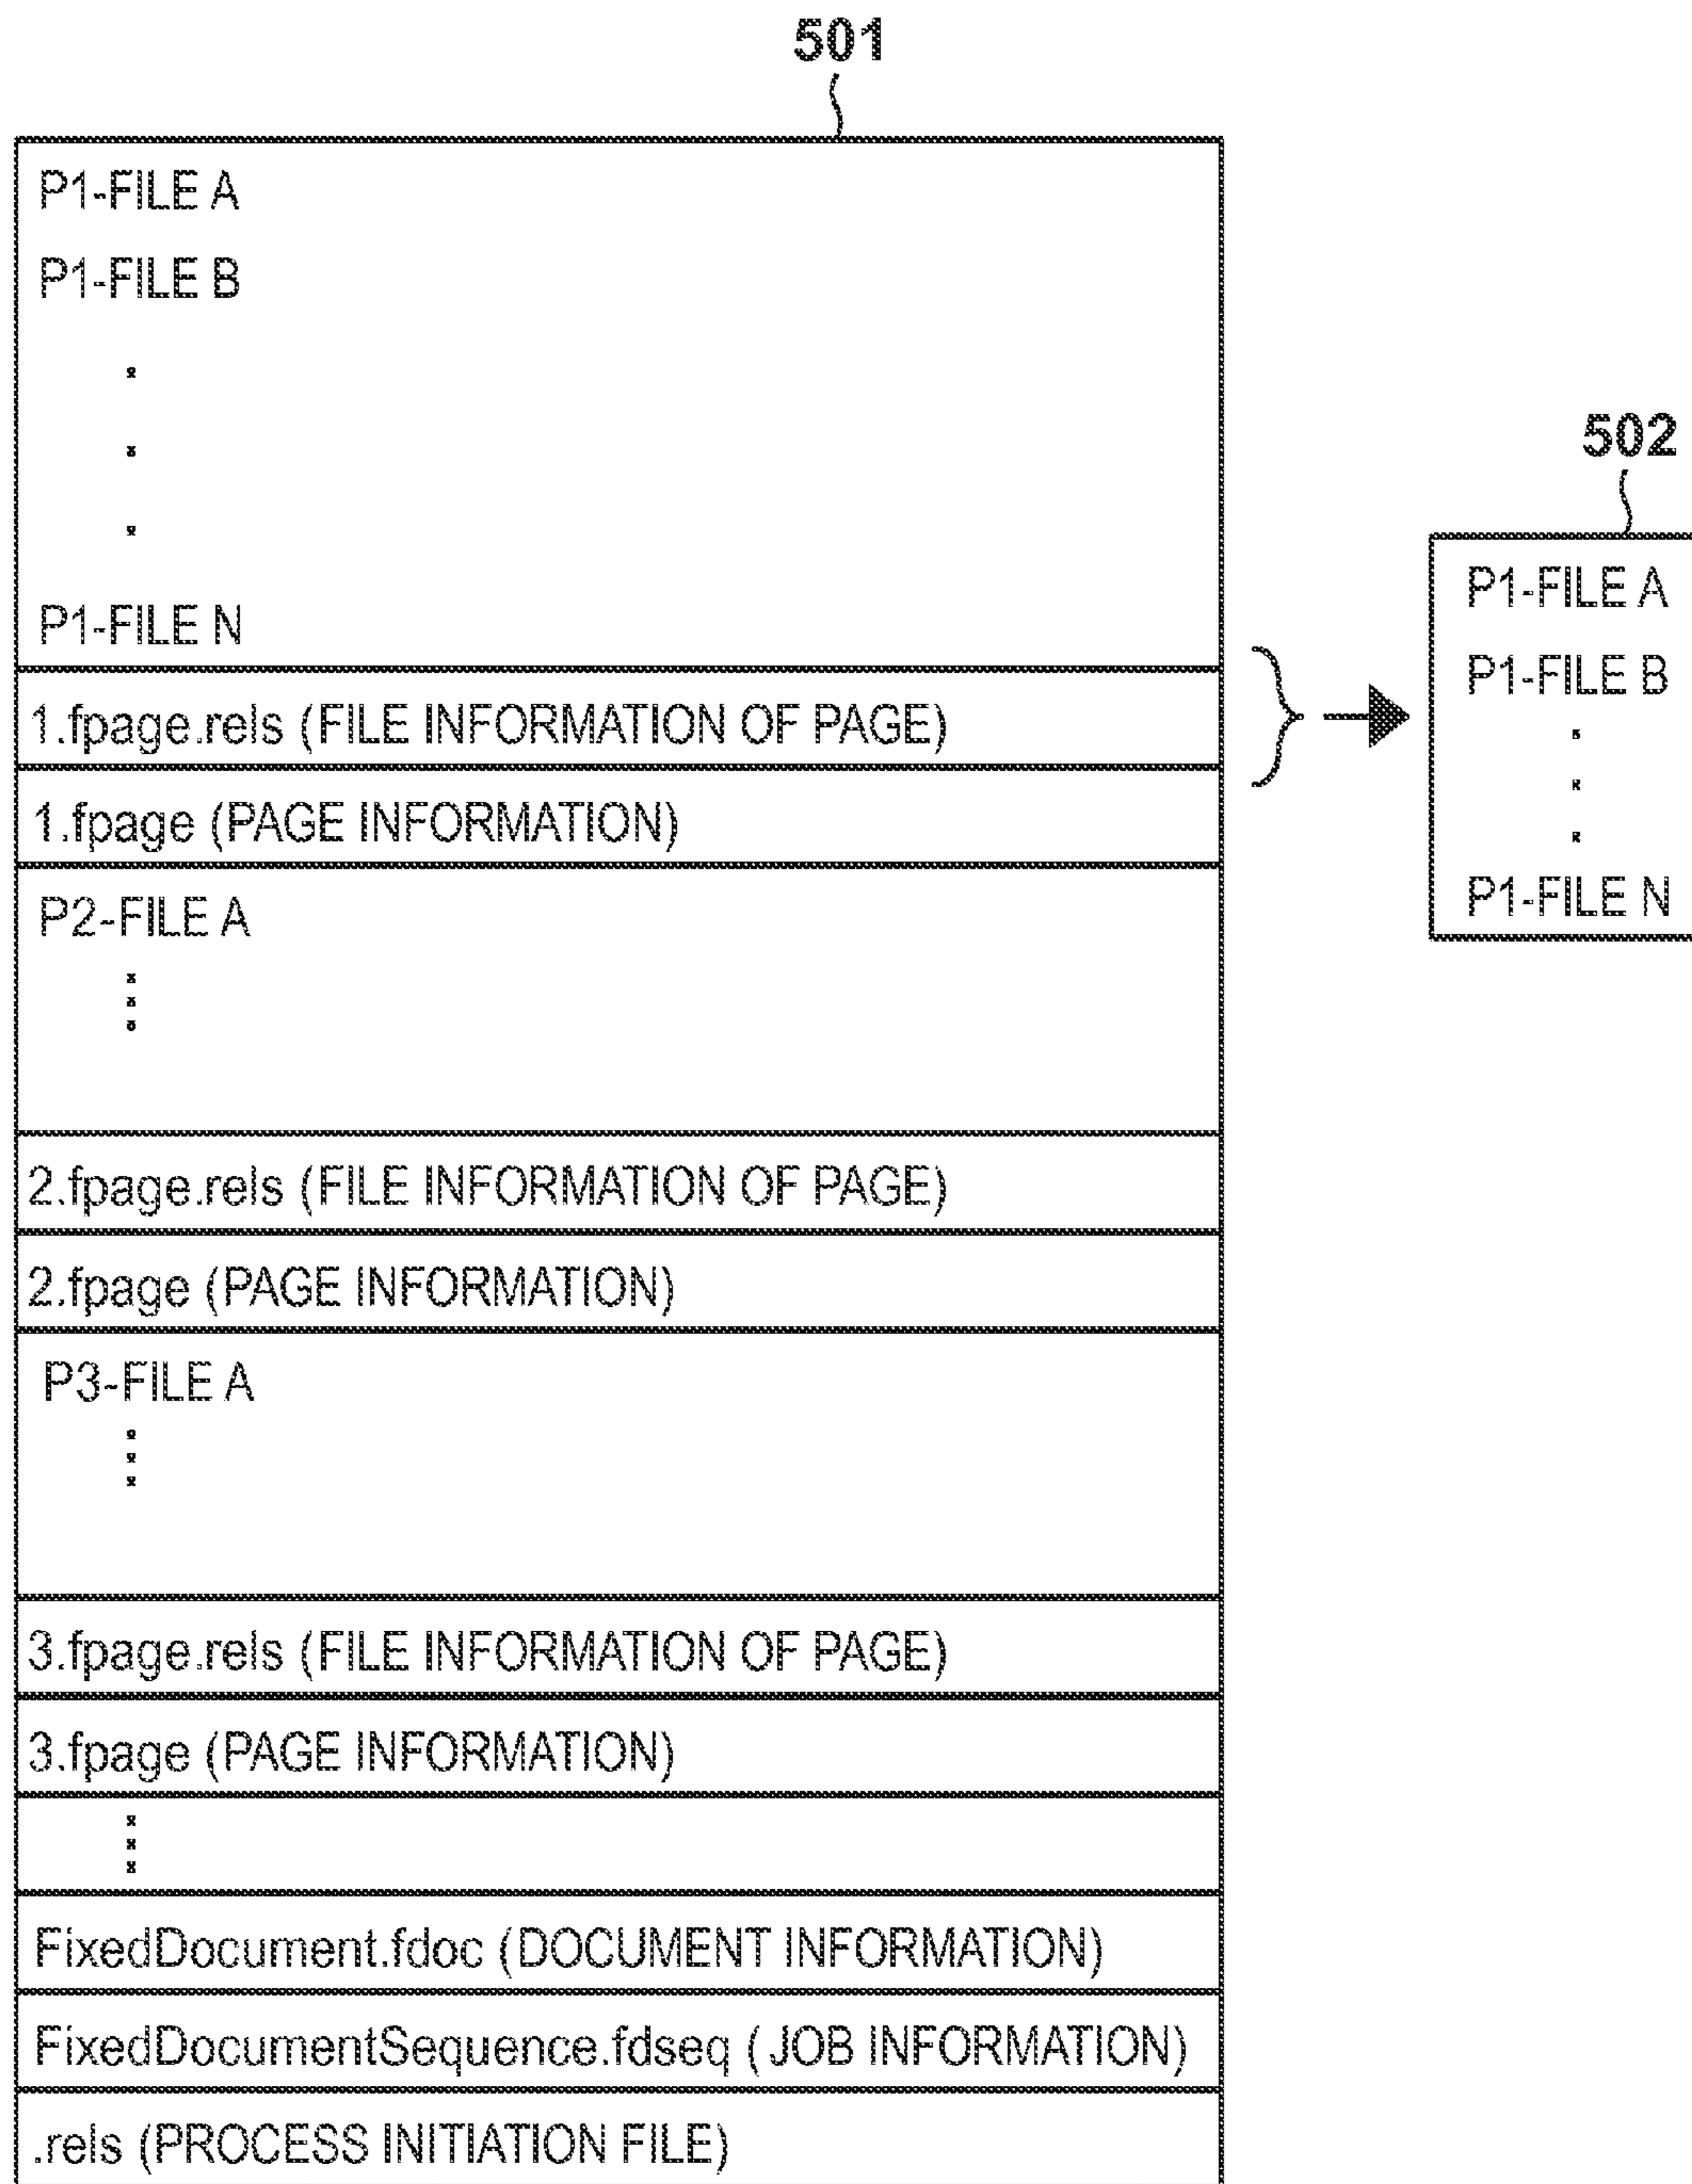 501
P1-FILE A
P1-FILE B
P1-FILE N
1.fpage.rels (FILE INFORMATION OF PAGE)
1.fpage (PAGE INFORMATION)
P2-FILE A
2.fpage.rels (FILE INFORMATION OF PAGE)
2.fpage (PAGE INFORMATION)
P3-FILE A
3.fpage.rels (FILE INFORMATION OF PAGE)
3.fpage (PAGE INFORMATION)
FixedDocument.fdoc (DOCUMENT INFORMATION)
FixedDocumentSequence.fdseq ( JOB INFORMATION)
.rels (PROCESS INITIATION FILE)
502
P1-FILE A
P1-FILE B
P1-FILE N